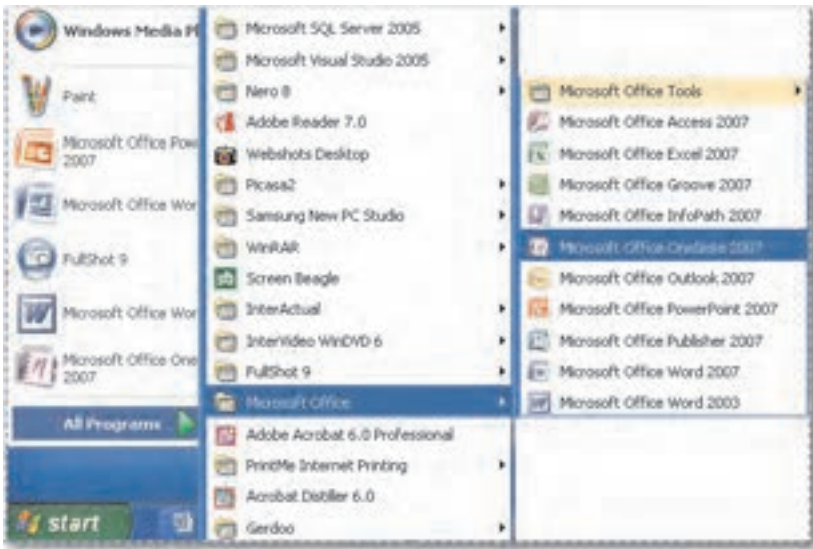 Windows Media Pl
Paint
Microsoft Office Pow
2007
Microsoft Office Wor
FullShot 9
Microsoft Office Wor
Microsoft Office One
2007
All Programs
start
Microsoft SQL Server 2005
Microsoft Visual Studio 2005
Nero 8
Adobe Reader 7.0
Webshots Desktop
Picasa2
Samsung New PC Studio
WinRAR
Screen Beagle
InterActual
InterVideo WinDVD 6
FullShot 9
Microsoft Office
Adobe Acrobat 6.0 Professional
PrintMe Internet Printing
Acrobat Distiller 6.0
Gerdoo
Microsoft Office Tools
Microsoft Office Access 2007
Microsoft Office Excel 2007
Microsoft Office Groove 2007
Microsoft Office InfoPath 2007
Microsoft Office OneNote 2007
Microsoft Office Outlook 2007
Microsoft Office PowerPoint 2007
Microsoft Office Publisher 2007
Microsoft Office Word 2007
Microsoft Office Word 2003